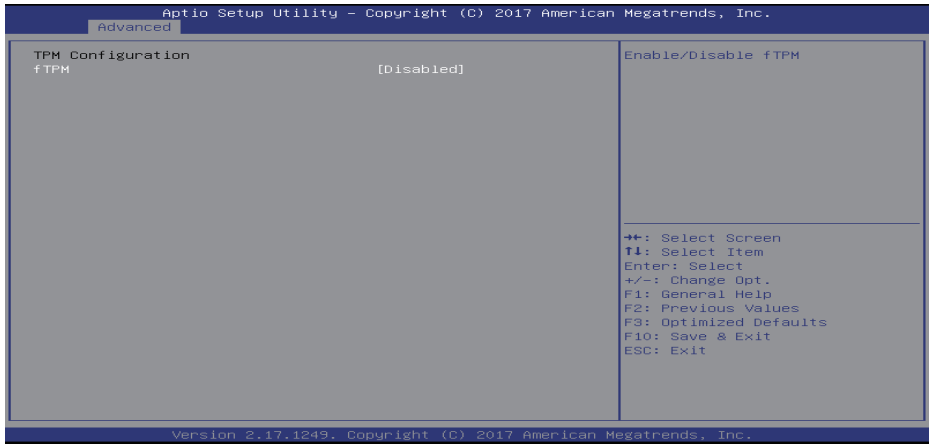 Aptio Setup Utility – Copyright (C) 2017 American Megatrends, Inc.
Advanced
TPM Configuration
fTPM [Disabled]
Enable/Disable fTPM
→←: Select Screen
↑↓: Select Item
Enter: Select
+/-: Change Opt.
F1: General Help
F2: Previous Values
F3: Optimized Defaults
F10: Save & Exit
ESC: Exit
Version 2.17.1249. Copyright (C) 2017 American Megatrends, Inc.